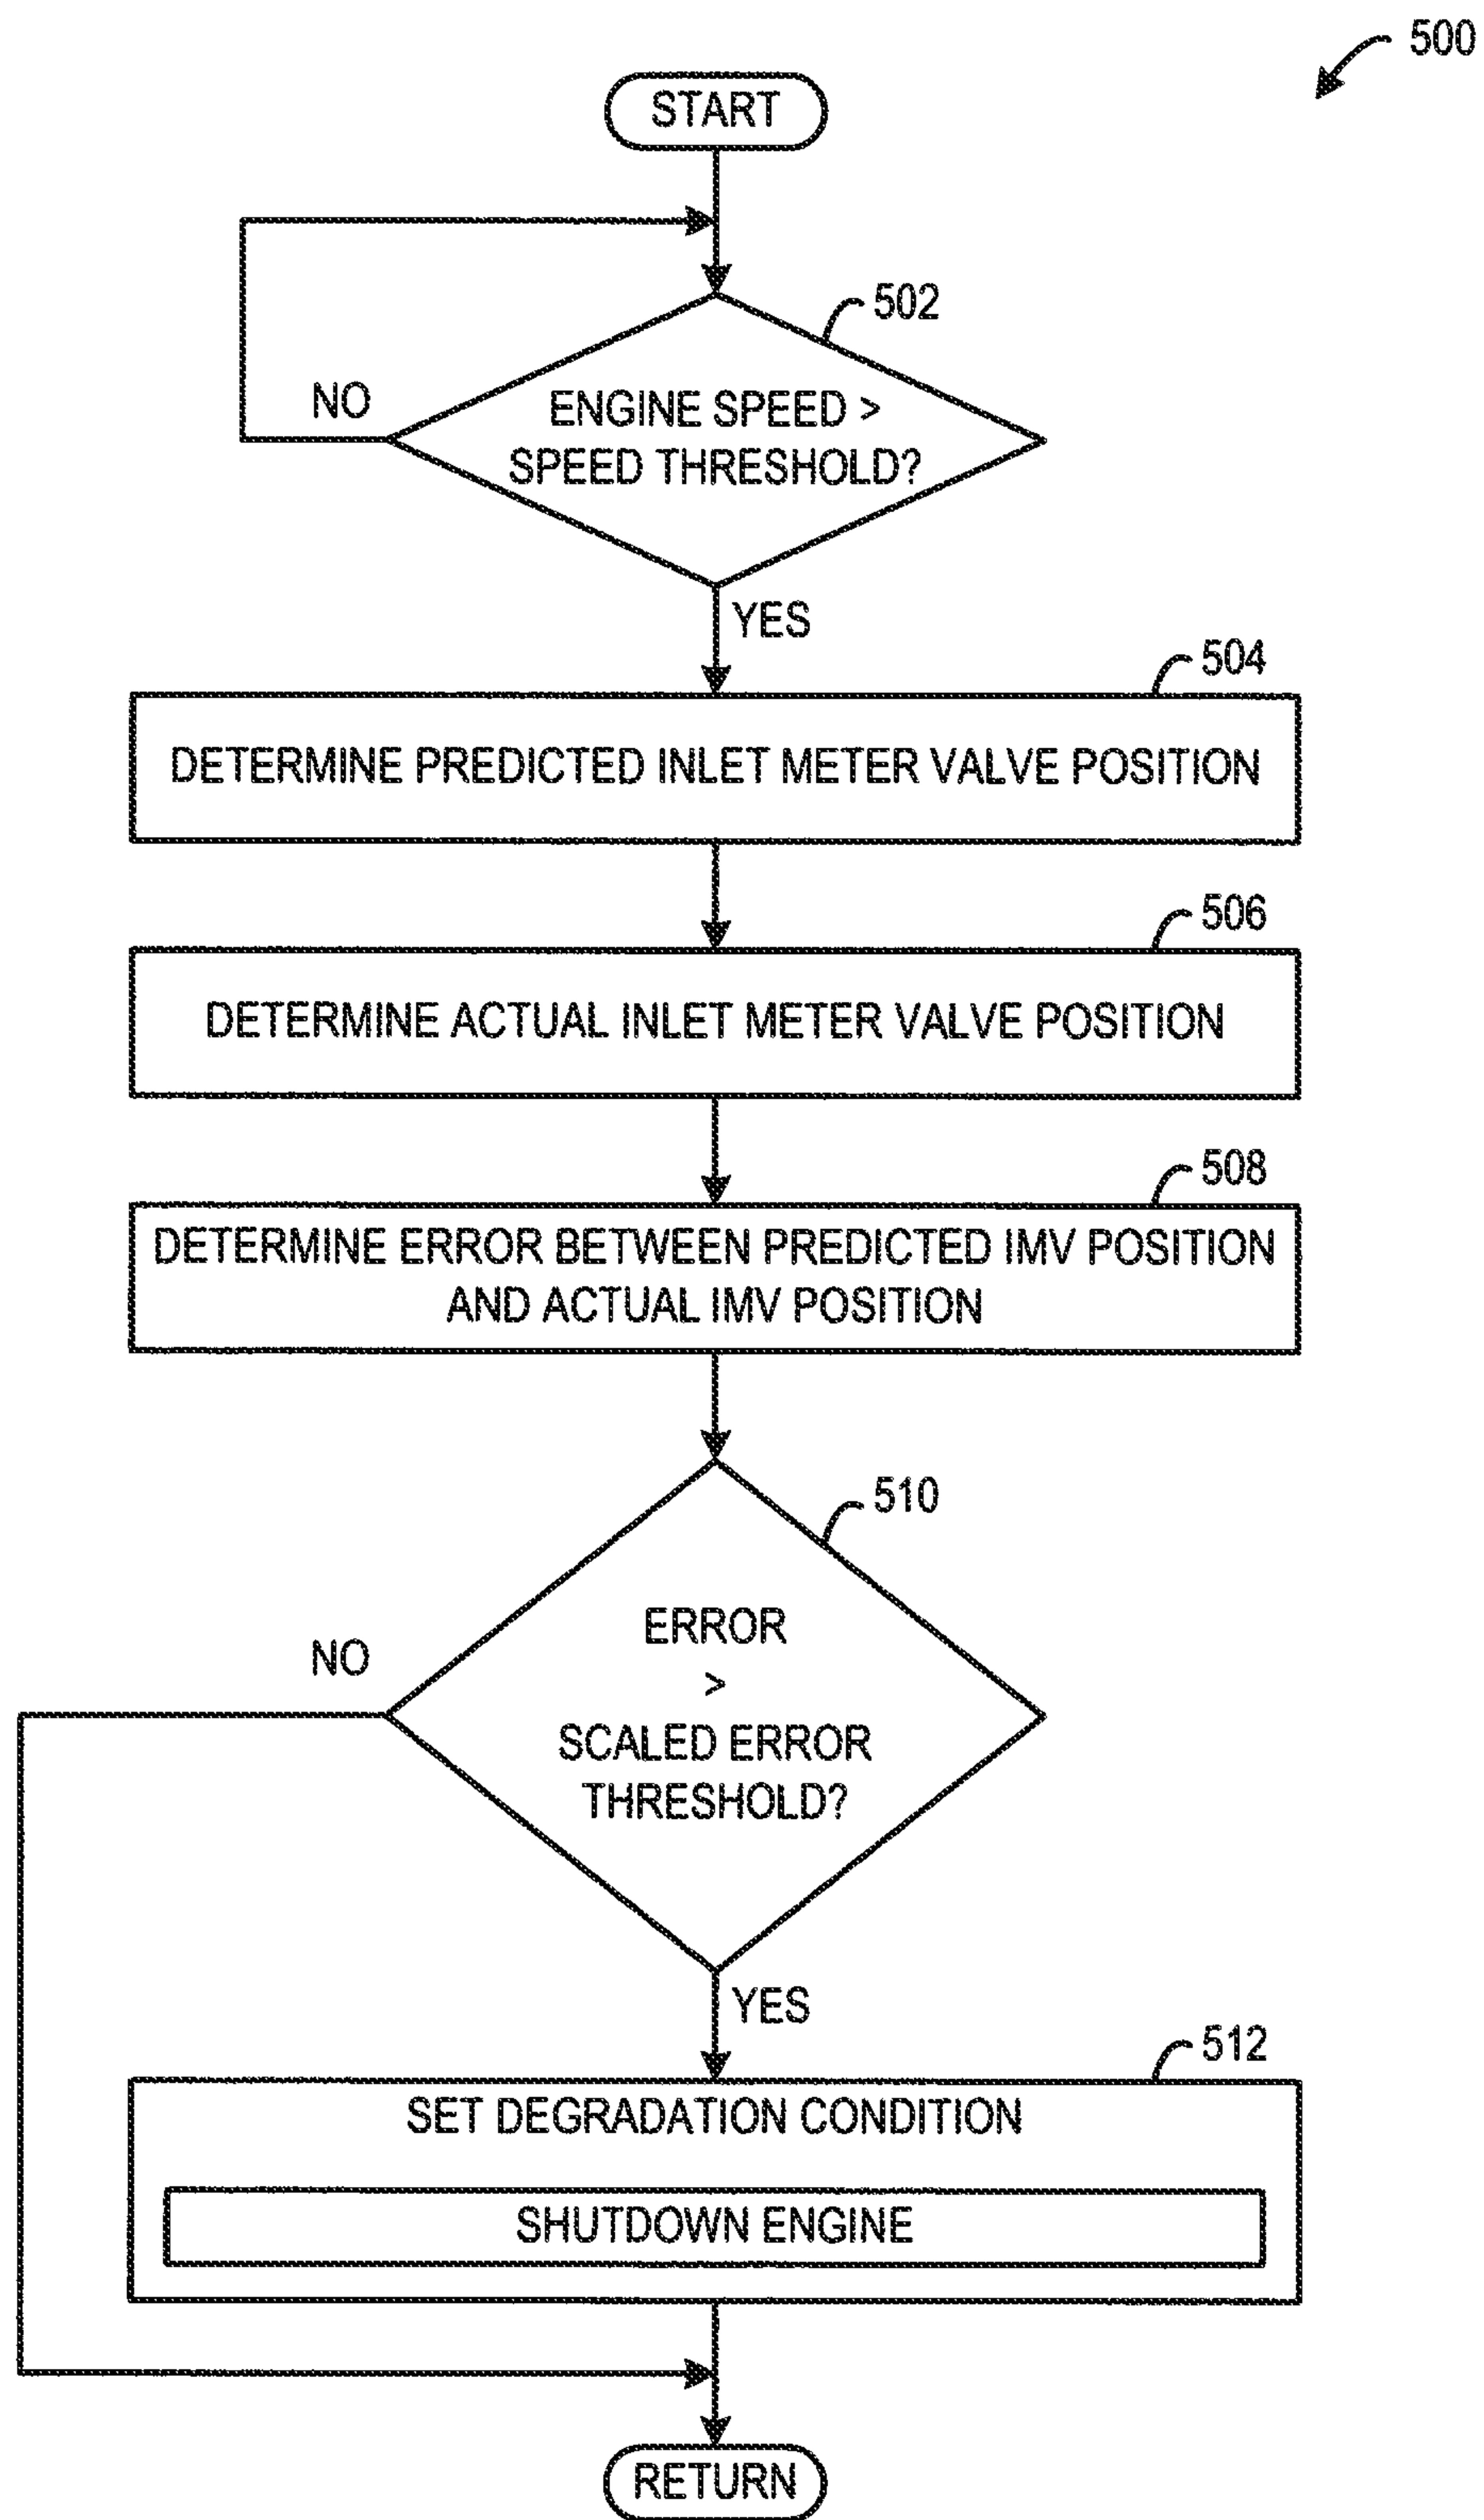 500
START
502
NO
ENGINE SPEED >
SPEED THRESHOLD?
YES
504
DETERMINE PREDICTED INLET METER VALVE POSITION
506
DETERMINE ACTUAL INLET METER VALVE POSITION
508
DETERMINE ERROR BETWEEN PREDICTED IMV POSITION
AND ACTUAL IMV POSITION
510
NO
ERROR
>
SCALED ERROR
THRESHOLD?
YES
512
SET DEGRADATION CONDITION
SHUTDOWN ENGINE
RETURN